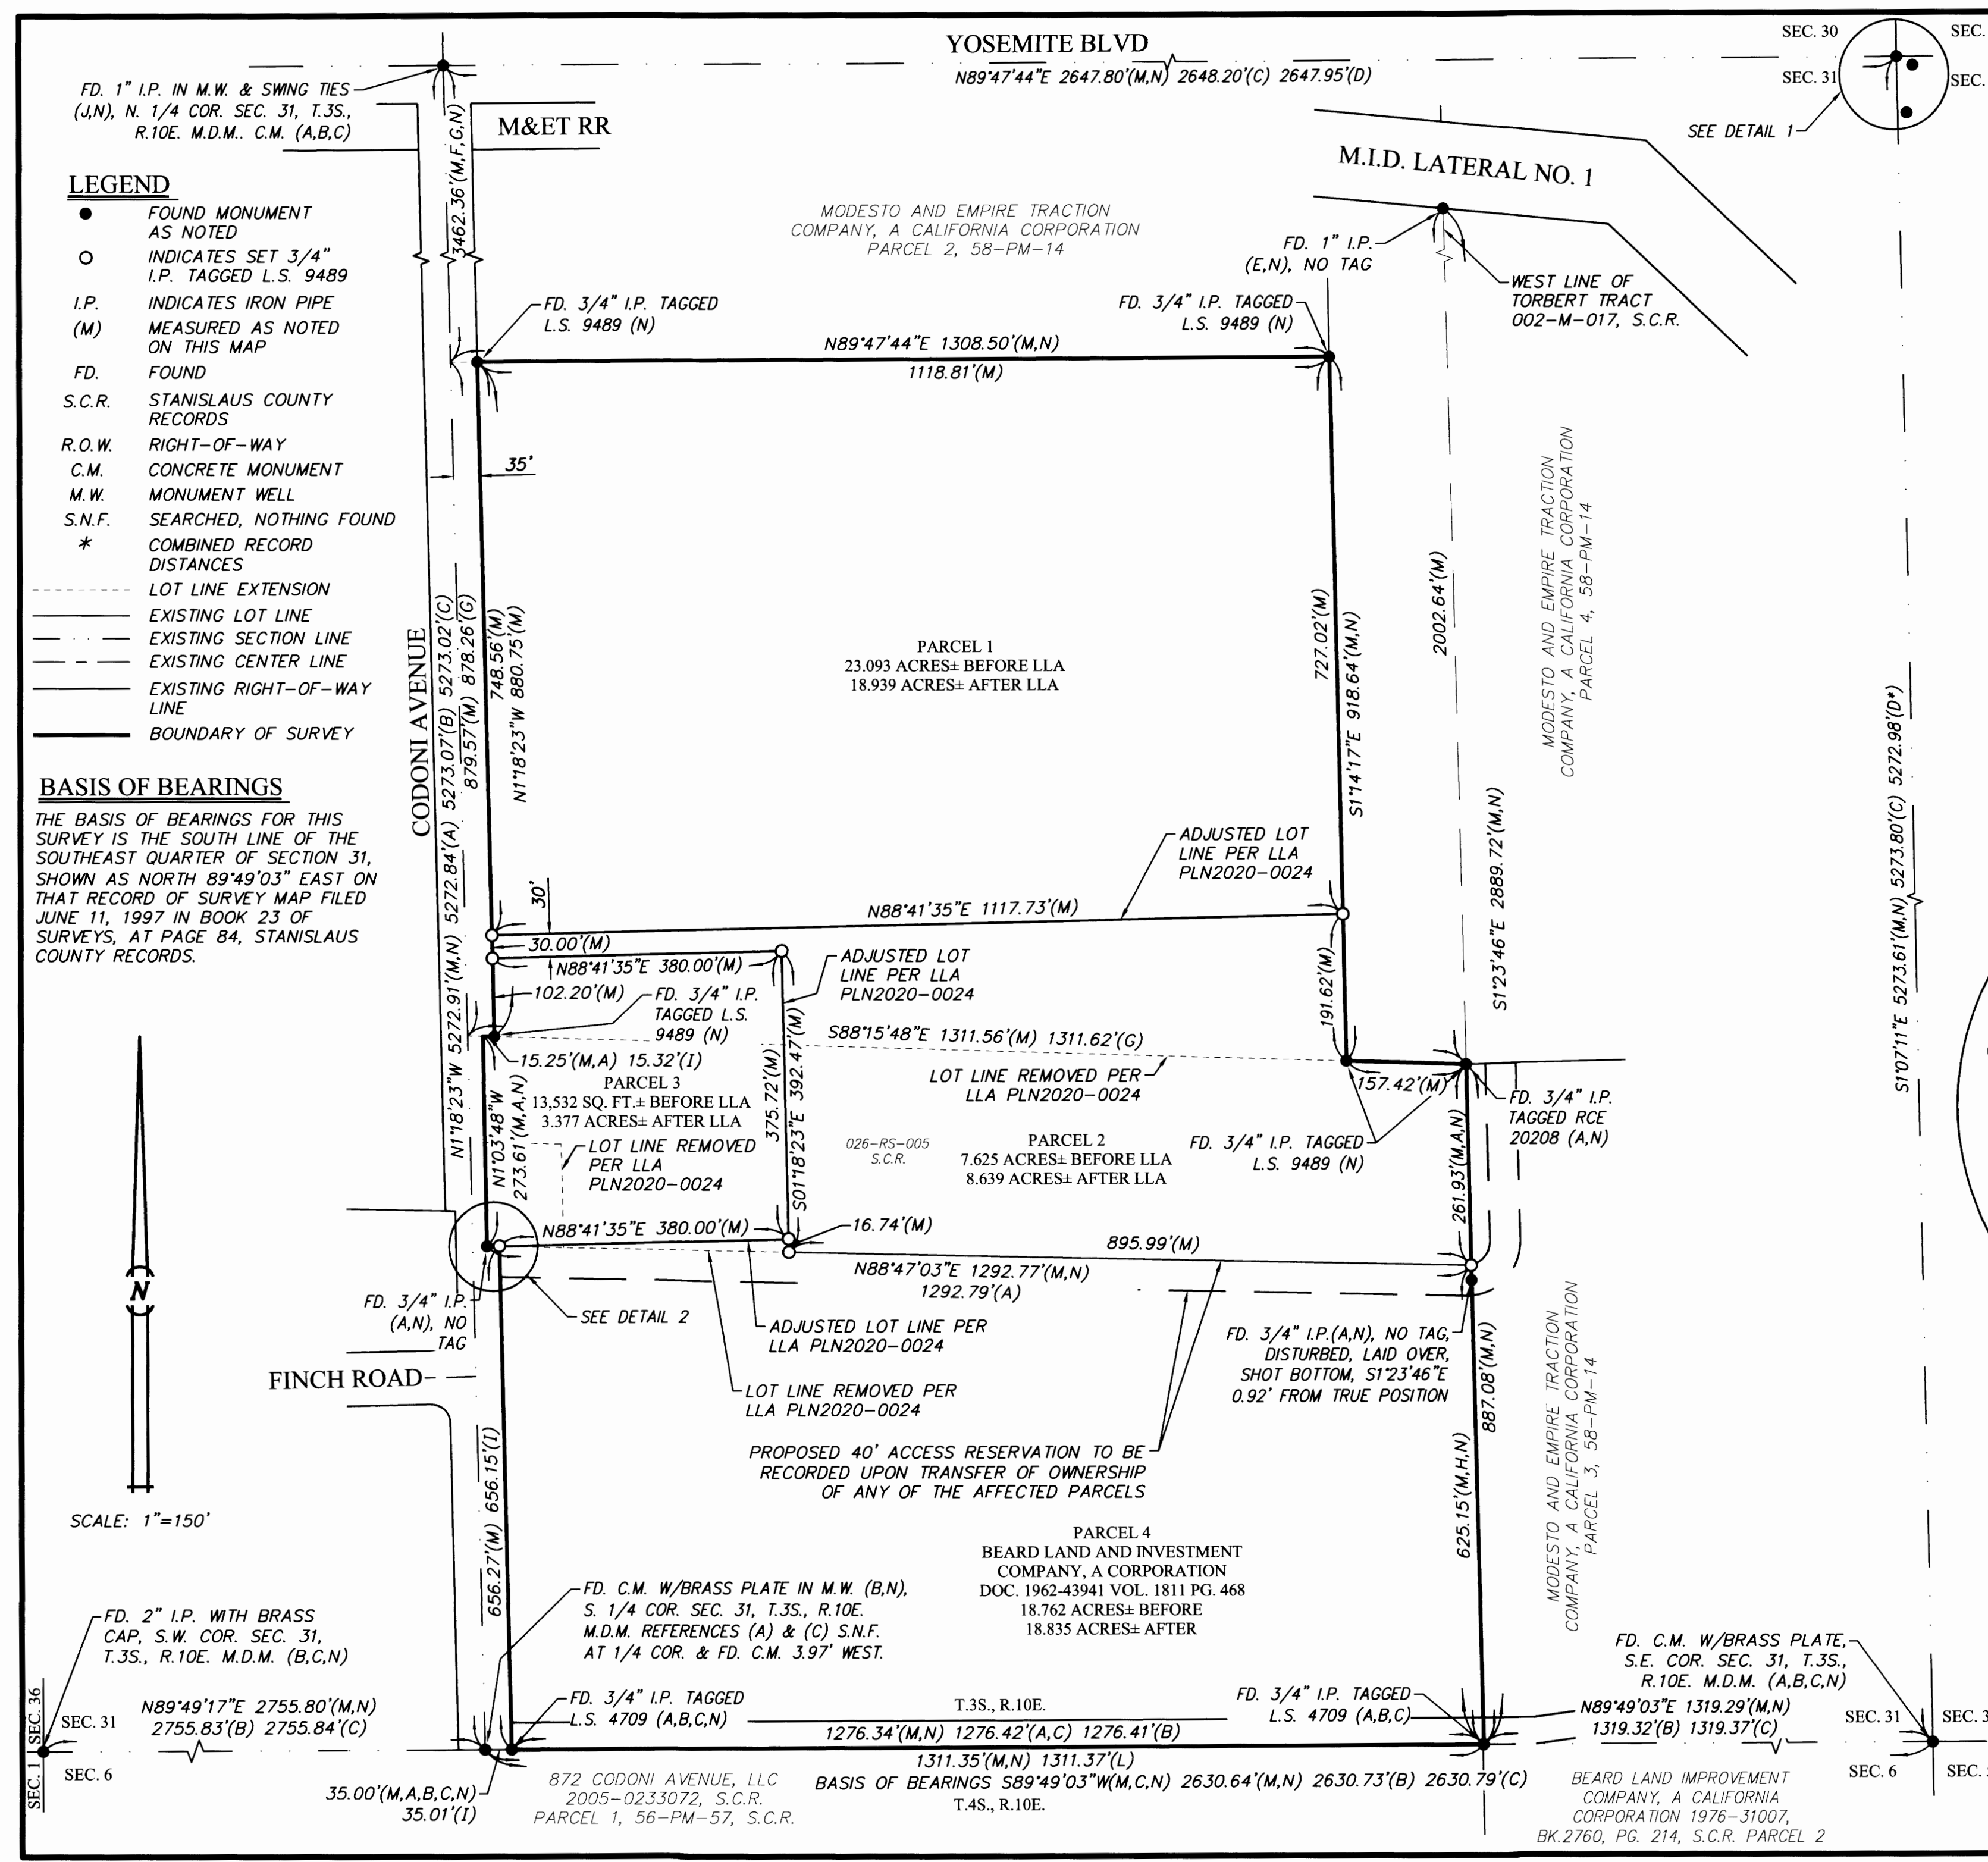 YOSEMITE BLVD
N89°47'44"E 2647.80'(M,N) 2648.20'(C) 2647.95'(D)
SEC. 30
SEC.
SEC. 31
SEC.
SEE DETAIL 1
FD. 1" I.P. IN M.W. & SWING TIES
(J,N), N. 1/4 COR. SEC. 31, T.3S.,
R.10E. M.D.M.. C.M. (A,B,C)
M&ET RR
3462.36'(M,F,G,N)
M.I.D. LATERAL NO. 1
LEGEND
FOUND MONUMENT
AS NOTED
INDICATES SET 3/4"
I.P. TAGGED L.S. 9489
I.P. INDICATES IRON PIPE
(M) MEASURED AS NOTED
ON THIS MAP
FD. FOUND
S.C.R. STANISLAUS COUNTY
RECORDS
R.O.W. RIGHT-OF-WAY
C.M. CONCRETE MONUMENT
M.W. MONUMENT WELL
S.N.F. SEARCHED, NOTHING FOUND
* COMBINED RECORD
DISTANCES
LOT LINE EXTENSION
EXISTING LOT LINE
EXISTING SECTION LINE
EXISTING CENTER LINE
EXISTING RIGHT-OF-WAY
LINE
BOUNDARY OF SURVEY
BASIS OF BEARINGS
THE BASIS OF BEARINGS FOR THIS
SURVEY IS THE SOUTH LINE OF THE
SOUTHEAST QUARTER OF SECTION 31,
SHOWN AS NORTH 89°49'03" EAST ON
THAT RECORD OF SURVEY MAP FILED
JUNE 11, 1997 IN BOOK 23 OF
SURVEYS, AT PAGE 84, STANISLAUS
COUNTY RECORDS.
MODESTO AND EMPIRE TRACTION
COMPANY, A CALIFORNIA CORPORATION
PARCEL 2, 58-PM-14
FD. 1" I.P.
(E,N), NO TAG
WEST LINE OF
TORBERT TRACT
002-M-017, S.C.R.
FD. 3/4" I.P. TAGGED
L.S. 9489 (N)
FD. 3/4" I.P. TAGGED
L.S. 9489 (N)
N89°47'44"E 1308.50'(M,N)
1118.81'(M)
35'
CODONI AVENUE
N1°18'23"W 5272.91'(M,N) 5272.84'(A) 5273.07'(B) 5273.02'(C)
879.57'(M) 878.26'(G)
748.56'(M)
N1°18'23"W 880.75'(M)
PARCEL 1
23.093 ACRES± BEFORE LLA
18.939 ACRES± AFTER LLA
727.02'(M)
S1°14'17"E 918.64'(M,N)
2002.64'(M)
S1°23'46"E 2889.72'(M,N)
MODESTO AND EMPIRE TRACTION
COMPANY, A CALIFORNIA CORPORATION
PARCEL 4, 58-PM-14
S1°07'11"E 5273.61'(M,N) 5273.80'(C) 5272.98'(D*)
ADJUSTED LOT
LINE PER LLA
PLN2020-0024
30'
N88°41'35"E 1117.73'(M)
30.00'(M)
N88°41'35"E 380.00'(M)
ADJUSTED LOT
LINE PER LLA
PLN2020-0024
102.20'(M)
FD. 3/4" I.P.
TAGGED L.S.
9489 (N)
191.62'(M)
S88°15'48"E 1311.56'(M) 1311.62'(G)
15.25'(M,A) 15.32'(I)
PARCEL 3
13,532 SQ. FT.± BEFORE LLA
3.377 ACRES± AFTER LLA
375.72'(M)
S01°18'23"E 392.47'(M)
LOT LINE REMOVED PER
LLA PLN2020-0024
157.42'(M)
FD. 3/4" I.P.
TAGGED RCE
20208 (A,N)
N1°03'48"W
273.61'(M,A,N)
LOT LINE REMOVED
PER LLA
PLN2020-0024
026-RS-005
S.C.R.
PARCEL 2
7.625 ACRES± BEFORE LLA
8.639 ACRES± AFTER LLA
FD. 3/4" I.P. TAGGED
L.S. 9489 (N)
261.93'(M,A,N)
N88°41'35"E 380.00'(M)
16.74'(M)
895.99'(M)
N88°47'03"E 1292.77'(M,N)
1292.79'(A)
N
FD. 3/4" I.P.
(A,N), NO
TAG
SEE DETAIL 2
ADJUSTED LOT LINE PER
LLA PLN2020-0024
FD. 3/4" I.P.(A,N), NO TAG,
DISTURBED, LAID OVER,
SHOT BOTTOM, S1°23'46"E
0.92' FROM TRUE POSITION
FINCH ROAD
LOT LINE REMOVED PER
LLA PLN2020-0024
887.08'(M,N)
MODESTO AND EMPIRE TRACTION
COMPANY, A CALIFORNIA CORPORATION
PARCEL 3, 58-PM-14
PROPOSED 40' ACCESS RESERVATION TO BE
RECORDED UPON TRANSFER OF OWNERSHIP
OF ANY OF THE AFFECTED PARCELS
656.27'(M) 656.15'(I)
625.15'(M,H,N)
SCALE: 1"=150'
PARCEL 4
BEARD LAND AND INVESTMENT
COMPANY, A CORPORATION
DOC. 1962-43941 VOL. 1811 PG. 468
18.762 ACRES± BEFORE
18.835 ACRES± AFTER
FD. C.M. W/BRASS PLATE IN M.W. (B,N),
S. 1/4 COR. SEC. 31, T.3S., R.10E.
M.D.M. REFERENCES (A) & (C) S.N.F.
AT 1/4 COR. & FD. C.M. 3.97' WEST.
FD. 2" I.P. WITH BRASS
CAP, S.W. COR. SEC. 31,
T.3S., R.10E. M.D.M. (B,C,N)
FD. C.M. W/BRASS PLATE,
S.E. COR. SEC. 31, T.3S.,
R.10E. M.D.M. (A,B,C,N)
SEC. 1 SEC. 36
SEC. 31
SEC. 6
N89°49'17"E 2755.80'(M,N)
2755.83'(B) 2755.84'(C)
FD. 3/4" I.P. TAGGED
L.S. 4709 (A,B,C,N)
T.3S., R.10E.
FD. 3/4" I.P. TAGGED
L.S. 4709 (A,B,C)
N89°49'03"E 1319.29'(M,N)
1319.32'(B) 1319.37'(C)
SEC. 31
SEC. 3
1276.34'(M,N) 1276.42'(A,C) 1276.41'(B)
1311.35'(M,N) 1311.37'(L)
BASIS OF BEARINGS S89°49'03"W(M,C,N) 2630.64'(M,N) 2630.73'(B) 2630.79'(C)
T.4S., R.10E.
SEC. 6
SEC.
35.00'(M,A,B,C,N)
35.01'(I)
872 CODONI AVENUE, LLC
2005-0233072, S.C.R.
PARCEL 1, 56-PM-57, S.C.R.
BEARD LAND IMPROVEMENT
COMPANY, A CALIFORNIA
CORPORATION 1976-31007,
BK.2760, PG. 214, S.C.R. PARCEL 2